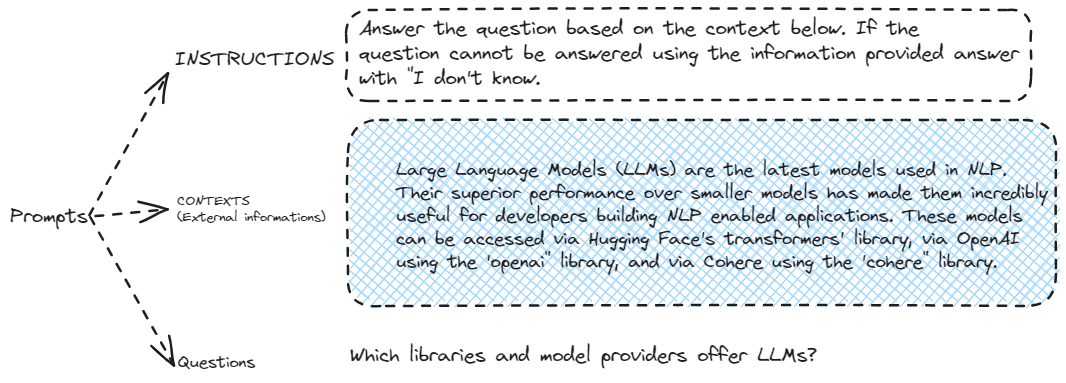 INSTRUCTIONS
Answer the question based on the context below. If the
question cannot be answered using the information provided answer
with "I don't know.
Prompts
CONTEXTS
(External informations)
Large Language Models (LLMs) are the latest models used in NLP.
Their superior performance over smaller models has made them incredibly
useful for developers building NLP enabled applications. These models
can be accessed via Hugging Face's transformers' library, via OpenAI
using the 'openai" library, and via Cohere using the 'cohere" library.
Questions
Which libraries and model providers offer LLMs?